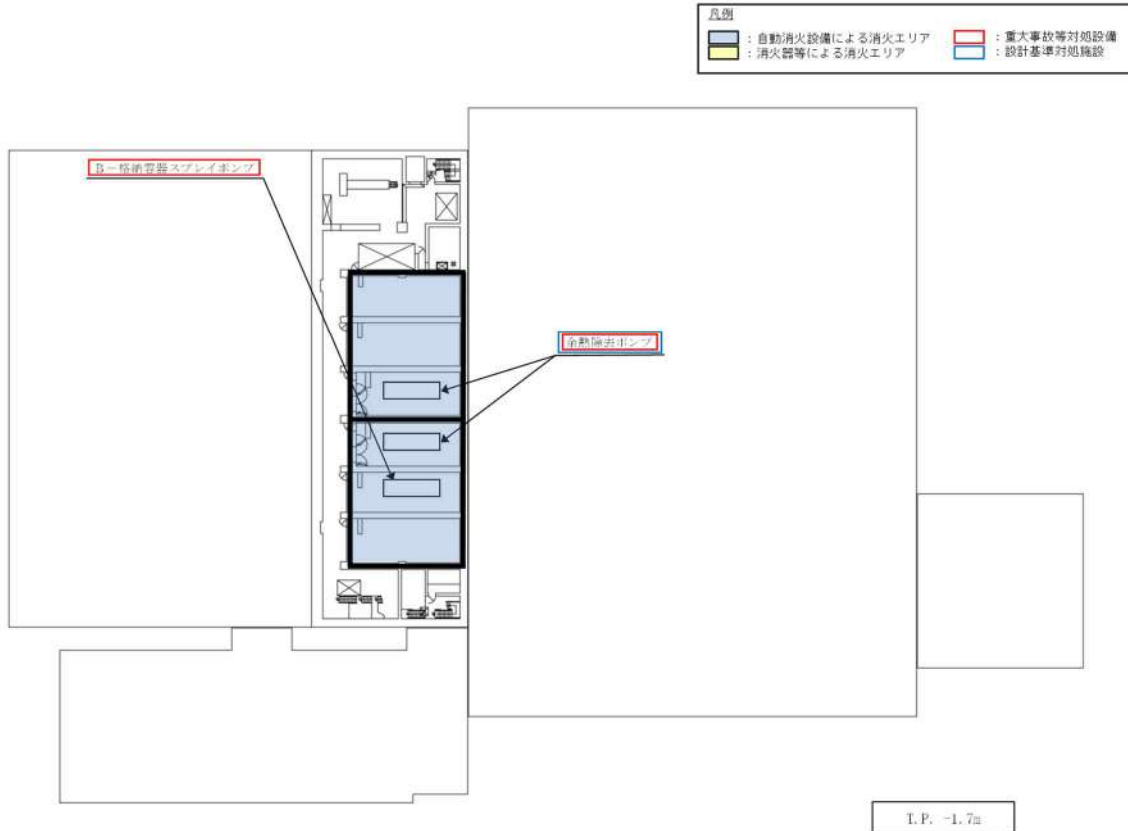 凡例
：自動消火設備による消火エリア
：重大事故等対処設備
：消火器等による消火エリア
：設計基準対処施設
B－格納容器スプレイポンプ
余熱除去ポンプ
T.P. -1.7m